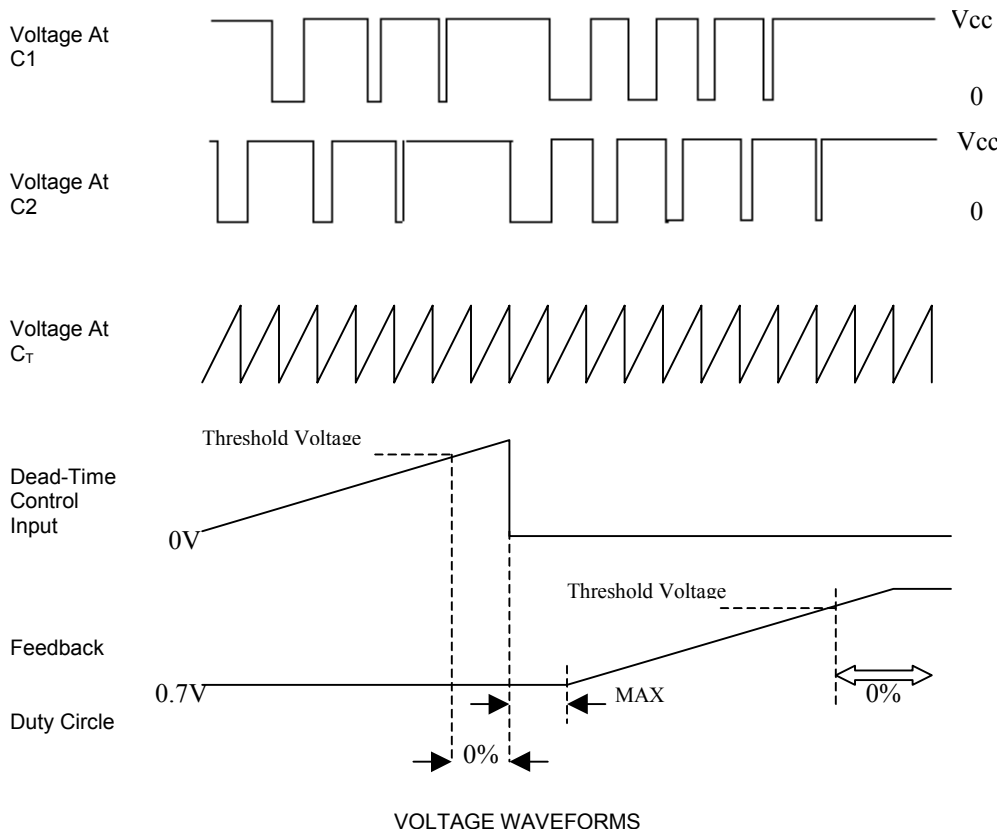 Voltage At
C1
Vcc
0
Voltage At
C2
Vcc
0
Voltage At
CT
Threshold Voltage
Dead-Time
Control
Input
0V
Threshold Voltage
Feedback
0.7V
MAX
0%
Duty Circle
0%
VOLTAGE WAVEFORMS